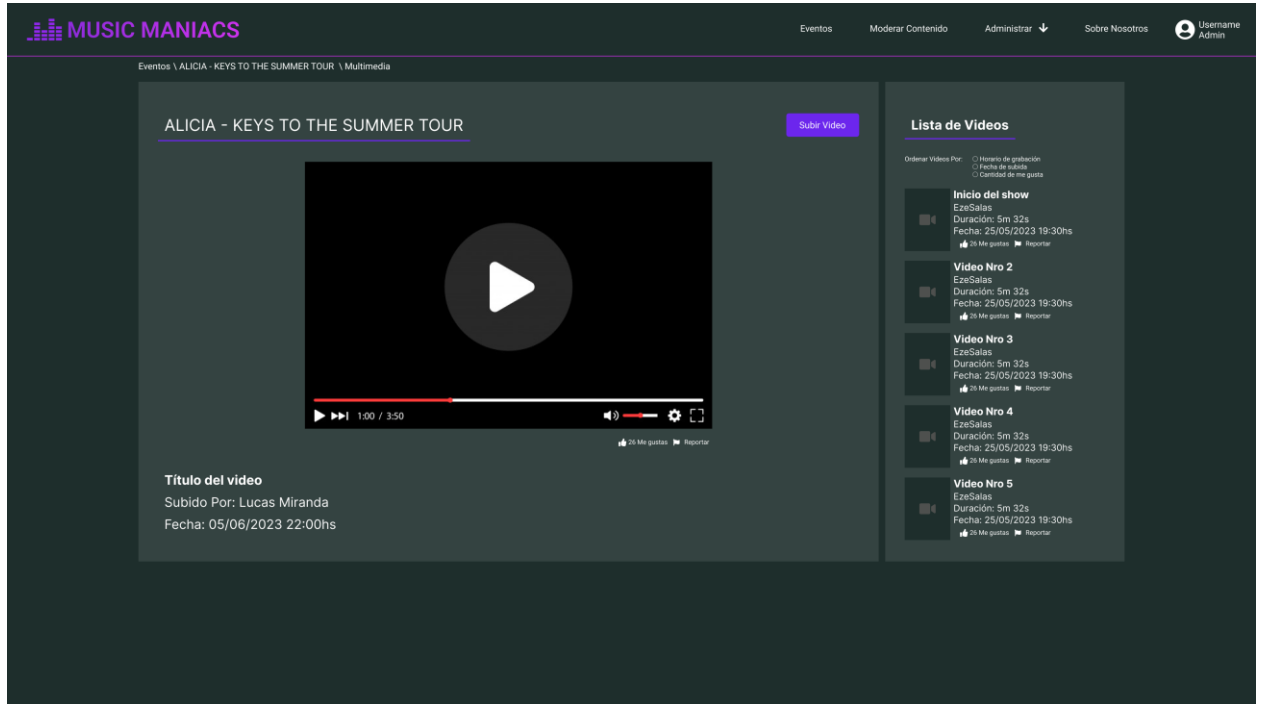 MUSIC MANIACS
Eventos
Moderar Contenido
Administrar
Sobre Nosotros
Username
Admin
Eventos \ ALICIA - KEYS TO THE SUMMER TOUR \ Multimedia
ALICIA - KEYS TO THE SUMMER TOUR
Subir Video
1:00 / 3:50
26 Me gustas Reportar
Título del video
Subido Por: Lucas Miranda
Fecha: 05/06/2023 22:00hs
Lista de Videos
Ordenar Videos Por:
Horario de grabación
Fecha de subida
Cantidad de me gusta
Inicio del show
EzeSalas
Duración: 5m 32s
Fecha: 25/05/2023 19:30hs
26 Me gustas Reportar
Video Nro 2
EzeSalas
Duración: 5m 32s
Fecha: 25/05/2023 19:30hs
26 Me gustas Reportar
Video Nro 3
EzeSalas
Duración: 5m 32s
Fecha: 25/05/2023 19:30hs
26 Me gustas Reportar
Video Nro 4
EzeSalas
Duración: 5m 32s
Fecha: 25/05/2023 19:30hs
26 Me gustas Reportar
Video Nro 5
EzeSalas
Duración: 5m 32s
Fecha: 25/05/2023 19:30hs
26 Me gustas Reportar